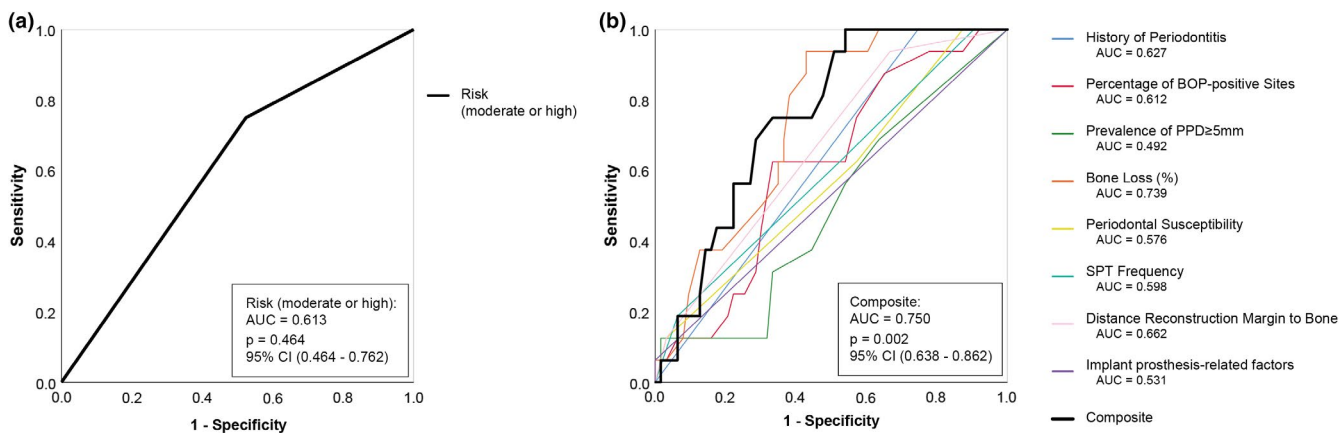 (a)
1.0
0.8
0.6
0.4
0.2
0.0
Sensitivity
0.0
0.2
0.4
0.6
0.8
1.0
1 - Specificity
Risk (moderate or high):
AUC = 0.613
p = 0.464
95% CI (0.464 - 0.762)
Risk
(moderate or high)
(b)
1.0
0.8
0.6
0.4
0.2
0.0
Sensitivity
0.0
0.2
0.4
0.6
0.8
1.0
1 - Specificity
Composite:
AUC = 0.750
p = 0.002
95% CI (0.638 - 0.862)
History of Periodontitis
AUC = 0.627
Percentage of BOP-positive Sites
AUC = 0.612
Prevalence of PPD≥5mm
AUC = 0.492
Bone Loss (%)
AUC = 0.739
Periodontal Susceptibility
AUC = 0.576
SPT Frequency
AUC = 0.598
Distance Reconstruction Margin to Bone
AUC = 0.662
Implant prosthesis-related factors
AUC = 0.531
Composite